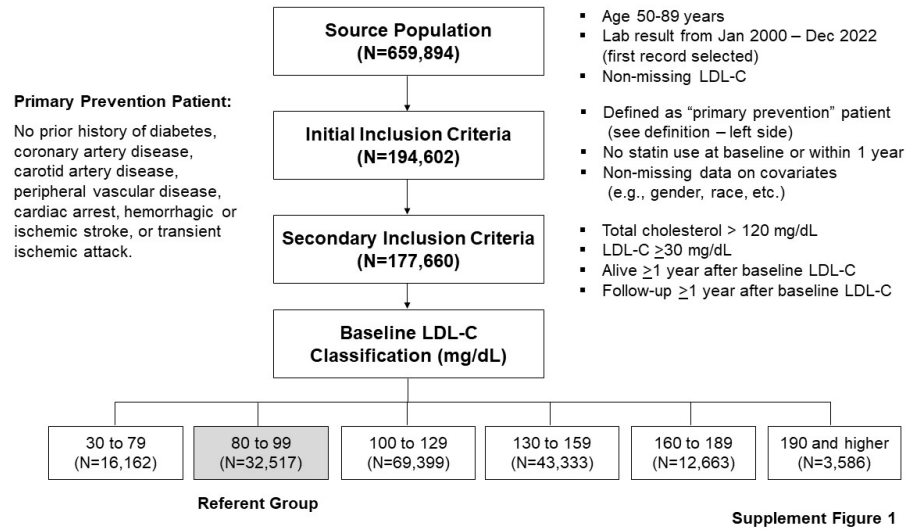 Source Population
(N=659,894)
▪ Age 50-89 years
▪ Lab result from Jan 2000 – Dec 2022
(first record selected)
▪ Non-missing LDL-C
Primary Prevention Patient:
No prior history of diabetes,
coronary artery disease,
carotid artery disease,
peripheral vascular disease,
cardiac arrest, hemorrhagic or
ischemic stroke, or transient
ischemic attack.
Initial Inclusion Criteria
(N=194,602)
▪ Defined as “primary prevention” patient
(see definition – left side)
▪ No statin use at baseline or within 1 year
▪ Non-missing data on covariates
(e.g., gender, race, etc.)
Secondary Inclusion Criteria
(N=177,660)
▪ Total cholesterol > 120 mg/dL
▪ LDL-C ≥30 mg/dL
▪ Alive ≥1 year after baseline LDL-C
▪ Follow-up ≥1 year after baseline LDL-C
Baseline LDL-C
Classification (mg/dL)
30 to 79
(N=16,162)
80 to 99
(N=32,517)
100 to 129
(N=69,399)
130 to 159
(N=43,333)
160 to 189
(N=12,663)
190 and higher
(N=3,586)
Referent Group
Supplement Figure 1